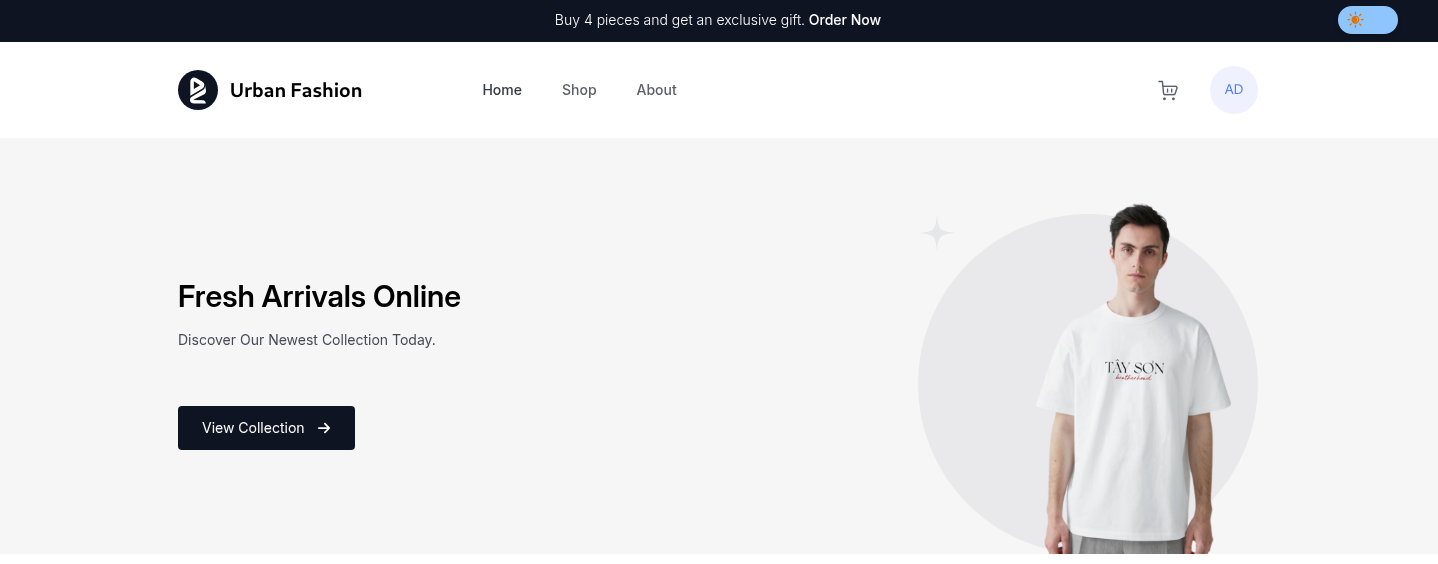 Buy 4 pieces and get an exclusive gift. Order Now
Urban Fashion
Home
Shop
About
AD
Fresh Arrivals Online
Discover Our Newest Collection Today.
TÂY SƠN
brotherhood
View Collection